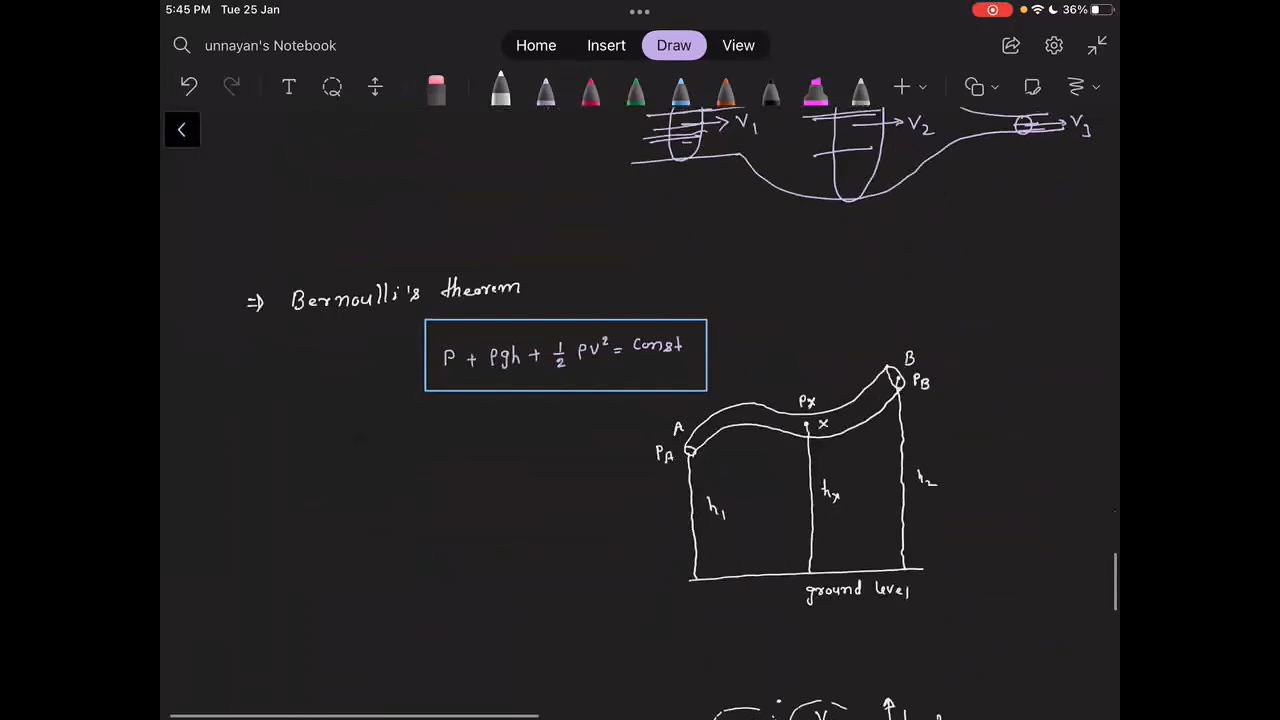 5:45 PM Tue 25 Jan
36%
unnayan's Notebook
Home Insert Draw View
T
V1 V2 V3
⇒ Bernoulli's theorem
P + ρgh + 1/2 ρv² = const
B
PB
Px
x
A
PA
h1
hx
h2
ground level